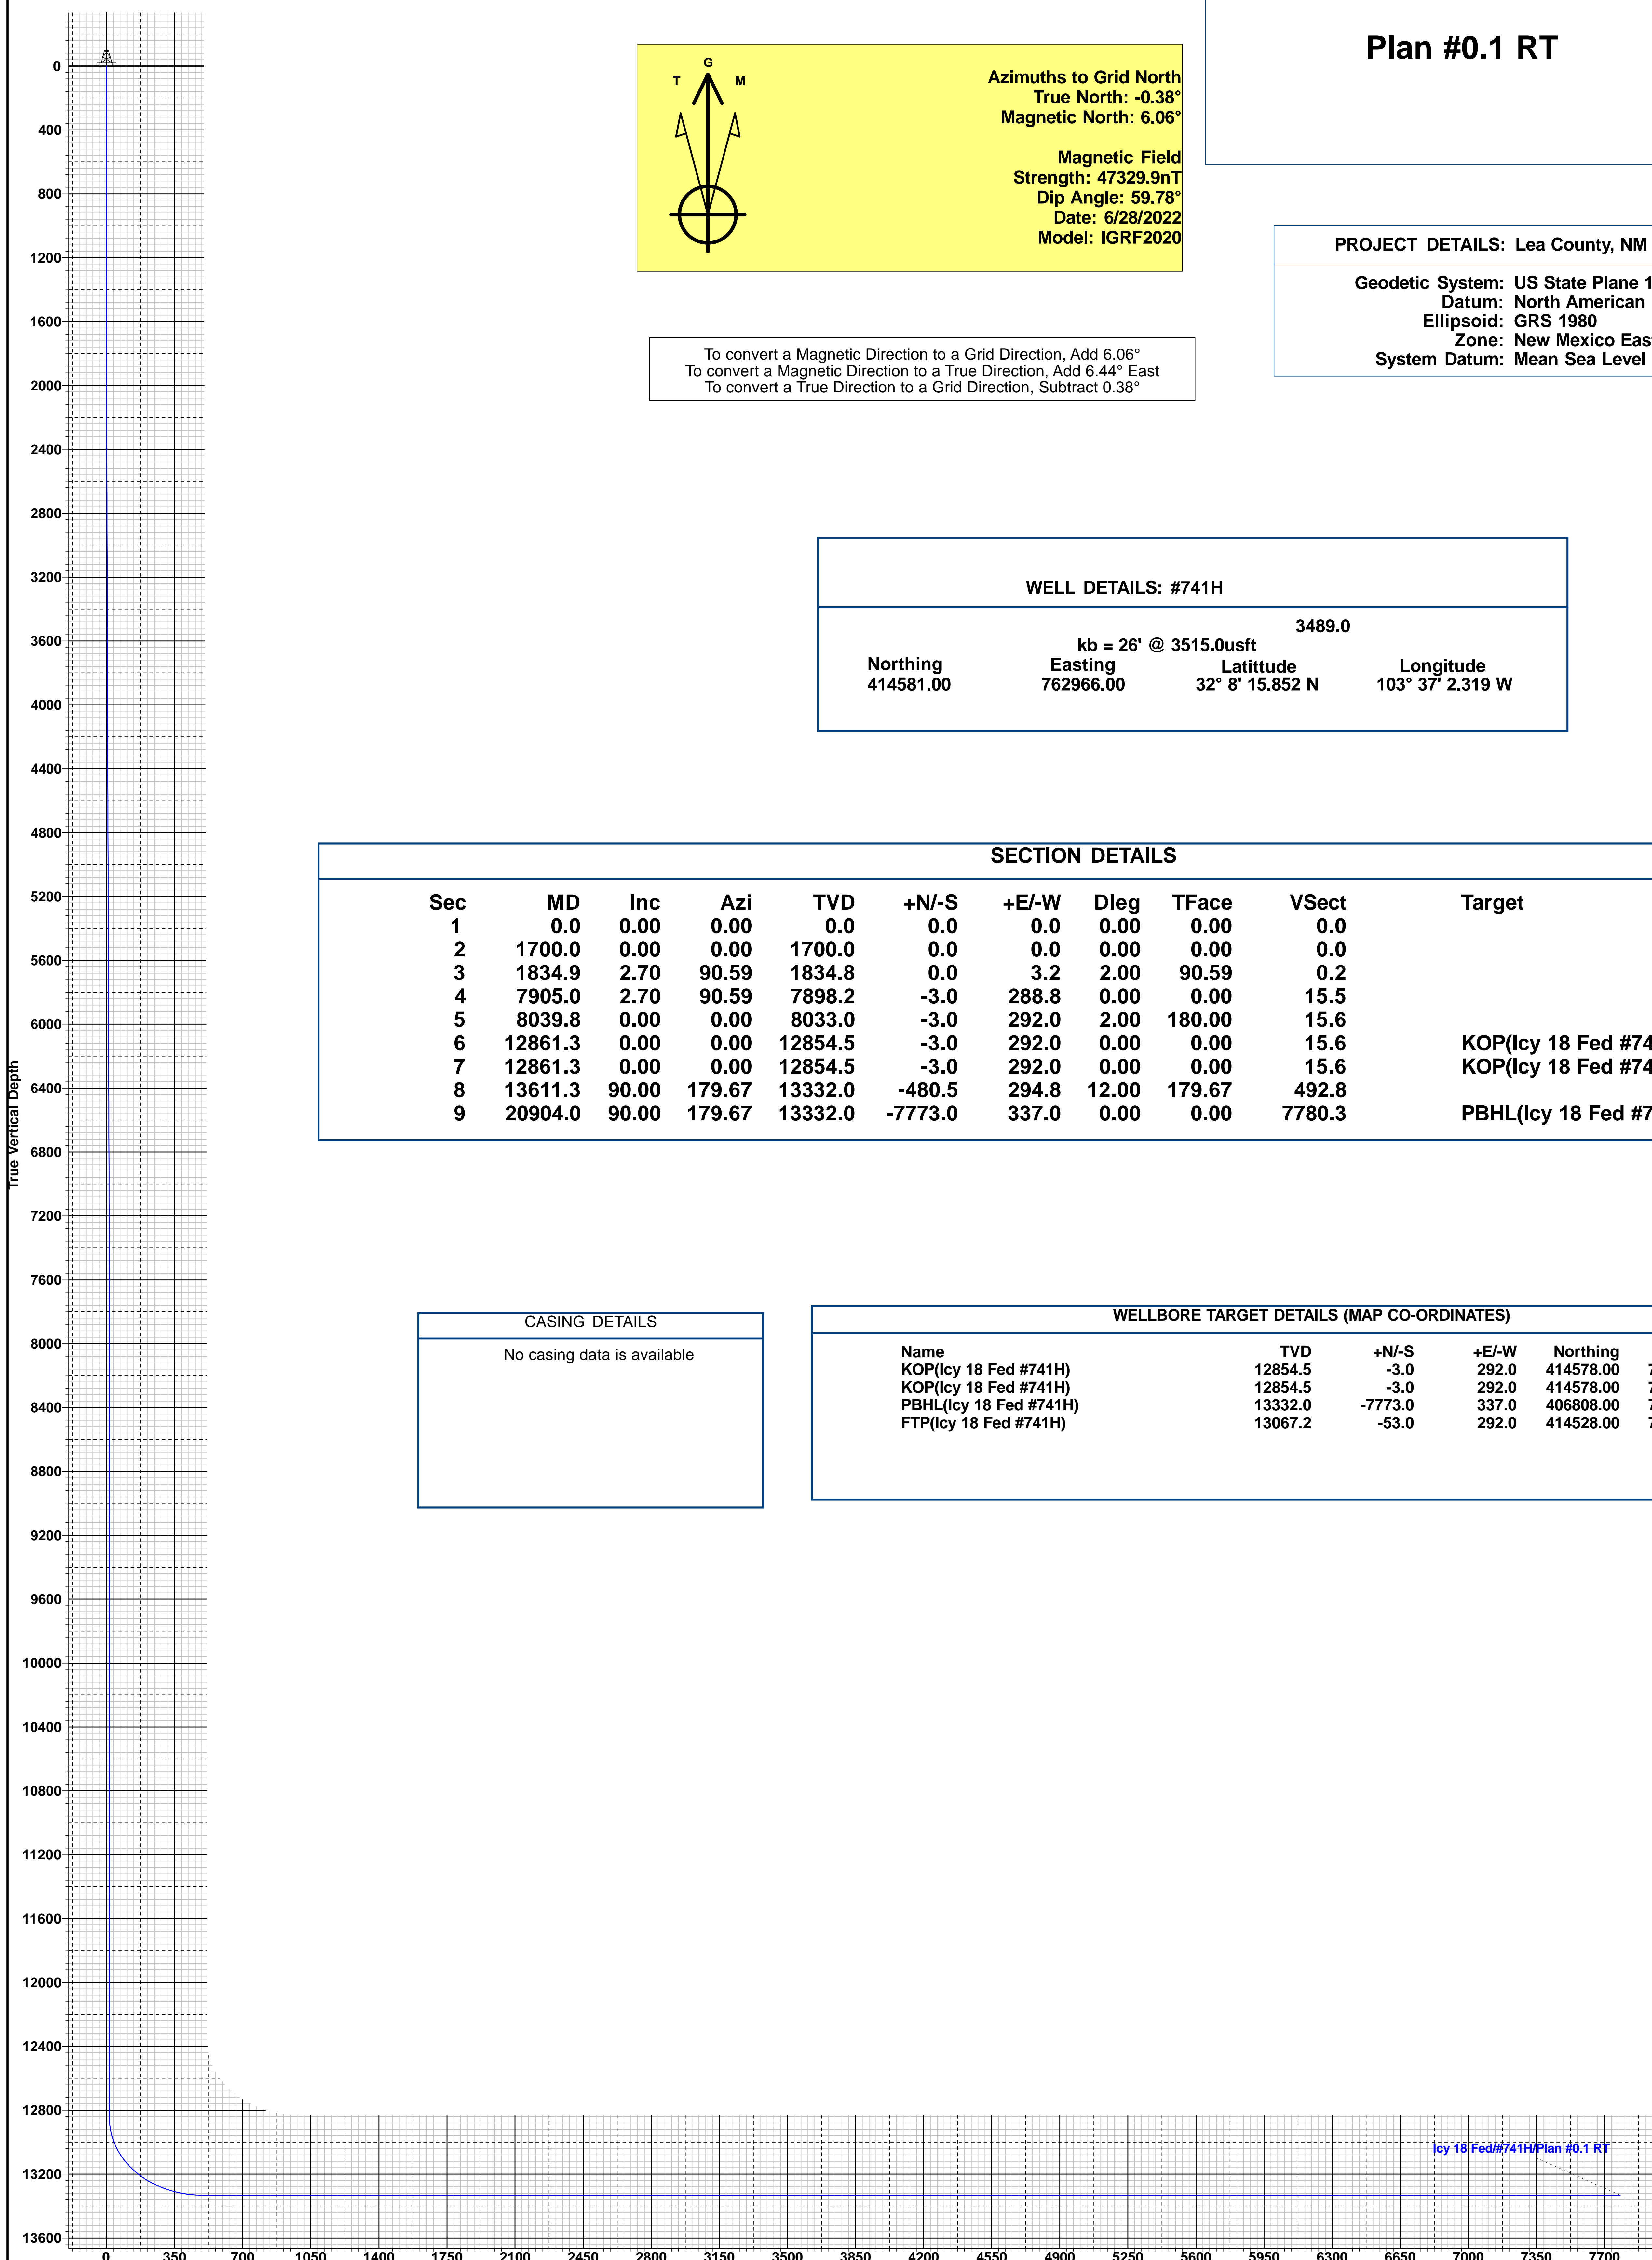 Plan #0.1 RT
G
T M
Azimuths to Grid North
True North: -0.38°
Magnetic North: 6.06°
Magnetic Field
Strength: 47329.9nT
Dip Angle: 59.78°
Date: 6/28/2022
Model: IGRF2020
PROJECT DETAILS: Lea County, NM
Geodetic System: US State Plane 1
Datum: North American
Ellipsoid: GRS 1980
Zone: New Mexico Eas
System Datum: Mean Sea Level
To convert a Magnetic Direction to a Grid Direction, Add 6.06°
To convert a Magnetic Direction to a True Direction, Add 6.44° East
To convert a True Direction to a Grid Direction, Subtract 0.38°
WELL DETAILS: #741H
3489.0
kb = 26' @ 3515.0usft
Northing Easting Latittude Longitude
414581.00 762966.00 32° 8' 15.852 N 103° 37' 2.319 W
SECTION DETAILS
Sec MD Inc Azi TVD +N/-S +E/-W Dleg TFace VSect Target
1 0.0 0.00 0.00 0.0 0.0 0.0 0.00 0.00 0.0
2 1700.0 0.00 0.00 1700.0 0.0 0.0 0.00 0.00 0.0
3 1834.9 2.70 90.59 1834.8 0.0 3.2 2.00 90.59 0.2
4 7905.0 2.70 90.59 7898.2 -3.0 288.8 0.00 0.00 15.5
5 8039.8 0.00 0.00 8033.0 -3.0 292.0 2.00 180.00 15.6
6 12861.3 0.00 0.00 12854.5 -3.0 292.0 0.00 0.00 15.6 KOP(Icy 18 Fed #74
7 12861.3 0.00 0.00 12854.5 -3.0 292.0 0.00 0.00 15.6 KOP(Icy 18 Fed #74
8 13611.3 90.00 179.67 13332.0 -480.5 294.8 12.00 179.67 492.8
9 20904.0 90.00 179.67 13332.0 -7773.0 337.0 0.00 0.00 7780.3 PBHL(Icy 18 Fed #7
CASING DETAILS
No casing data is available
WELLBORE TARGET DETAILS (MAP CO-ORDINATES)
Name TVD +N/-S +E/-W Northing
KOP(Icy 18 Fed #741H) 12854.5 -3.0 292.0 414578.00 7
KOP(Icy 18 Fed #741H) 12854.5 -3.0 292.0 414578.00 7
PBHL(Icy 18 Fed #741H) 13332.0 -7773.0 337.0 406808.00 7
FTP(Icy 18 Fed #741H) 13067.2 -53.0 292.0 414528.00 7
True Vertical Depth
0
400
800
1200
1600
2000
2400
2800
3200
3600
4000
4400
4800
5200
5600
6000
6400
6800
7200
7600
8000
8400
8800
9200
9600
10000
10400
10800
11200
11600
12000
12400
12800
13200
13600
Icy 18 Fed/#741H/Plan #0.1 RT
0 350 700 1050 1400 1750 2100 2450 2800 3150 3500 3850 4200 4550 4900 5250 5600 5950 6300 6650 7000 7350 7700